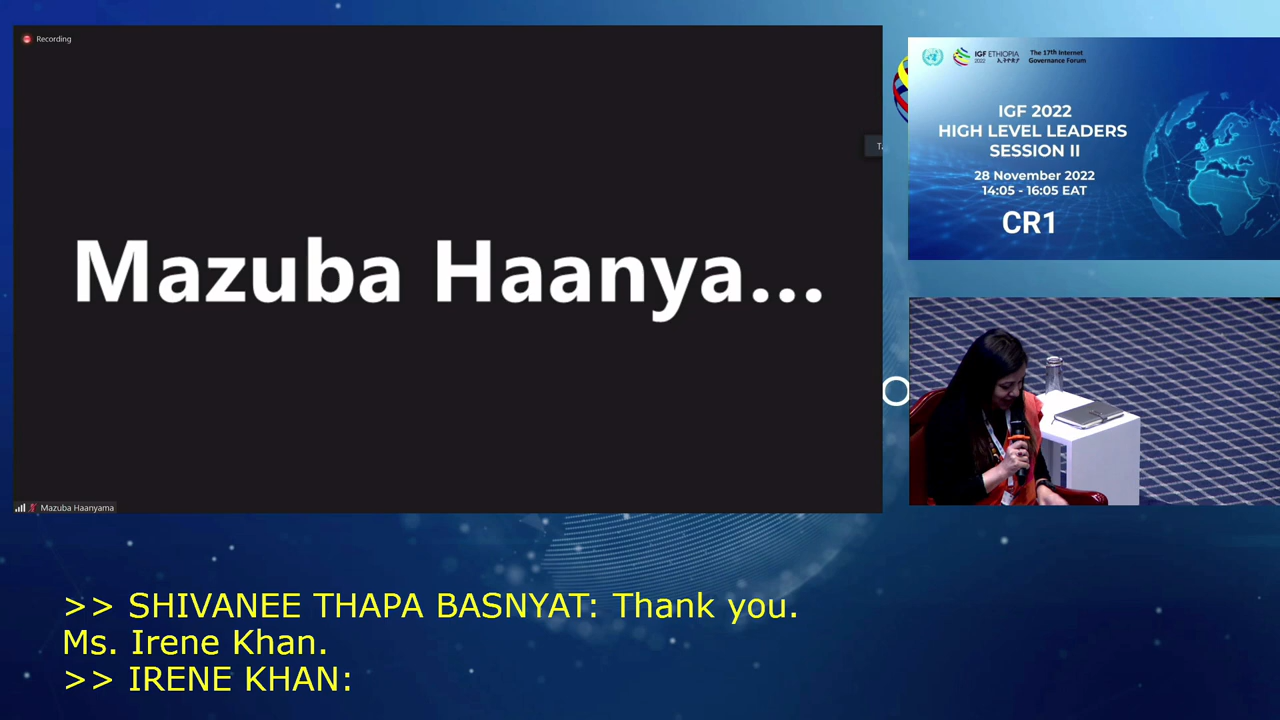 Recording
Mazuba Haanya...
Mazuba Haanyama
IGF ETHIOPIA
2022 ኢትዮጵያ
The 17th Internet
Governance Forum
IGF 2022
HIGH LEVEL LEADERS
SESSION II
28 November 2022
14:05 - 16:05 EAT
CR1
>> SHIVANEE THAPA BASNYAT: Thank you.
Ms. Irene Khan.
>> IRENE KHAN: